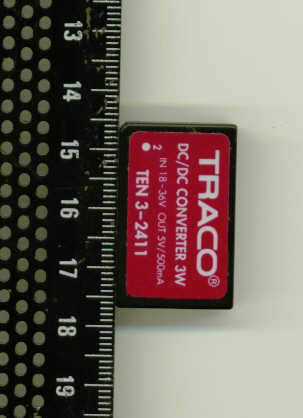 13
14
15
16
17
18
19
TRACO®
DC/DC CONVERTER 3W
2 IN 18-36V OUT 5V/500mA
TEN 3-2411